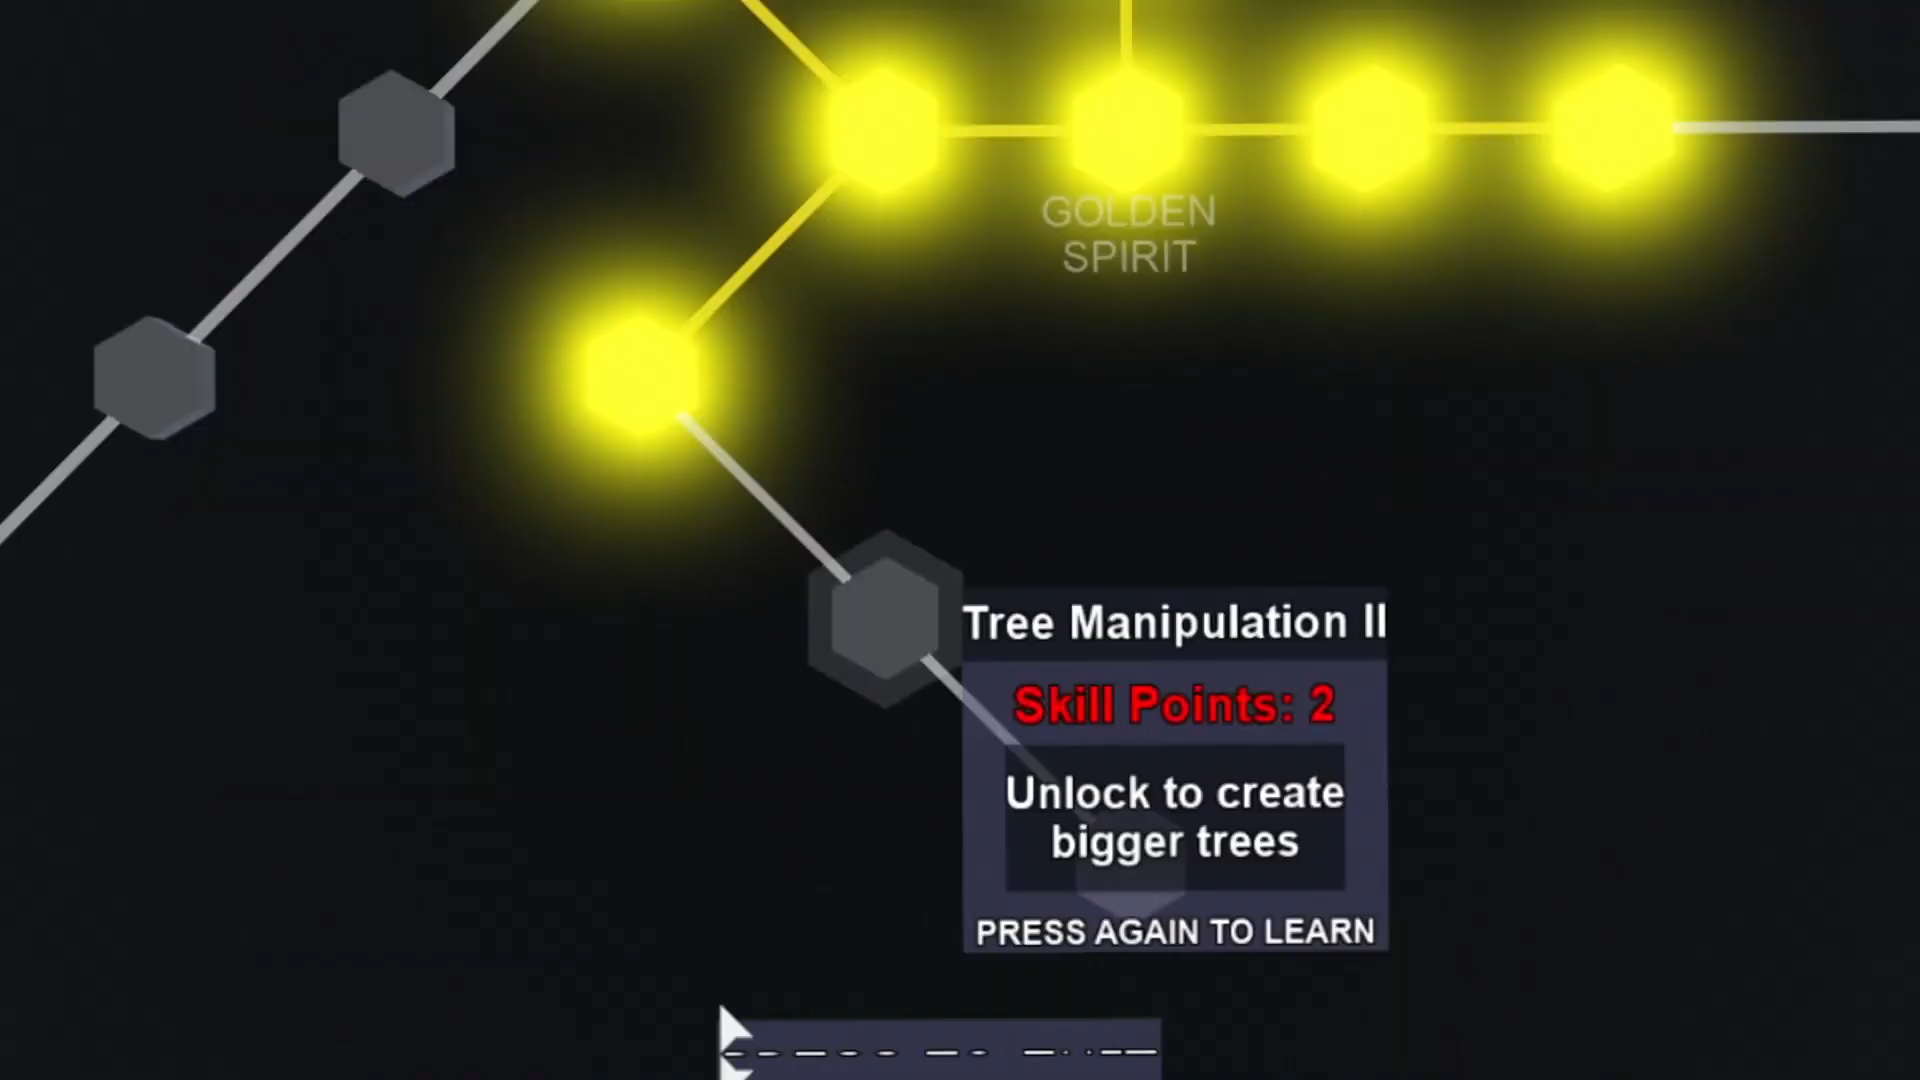 GOLDEN
SPIRIT
Tree Manipulation II
Skill Points: 2
Unlock to create
bigger trees
PRESS AGAIN TO LEARN